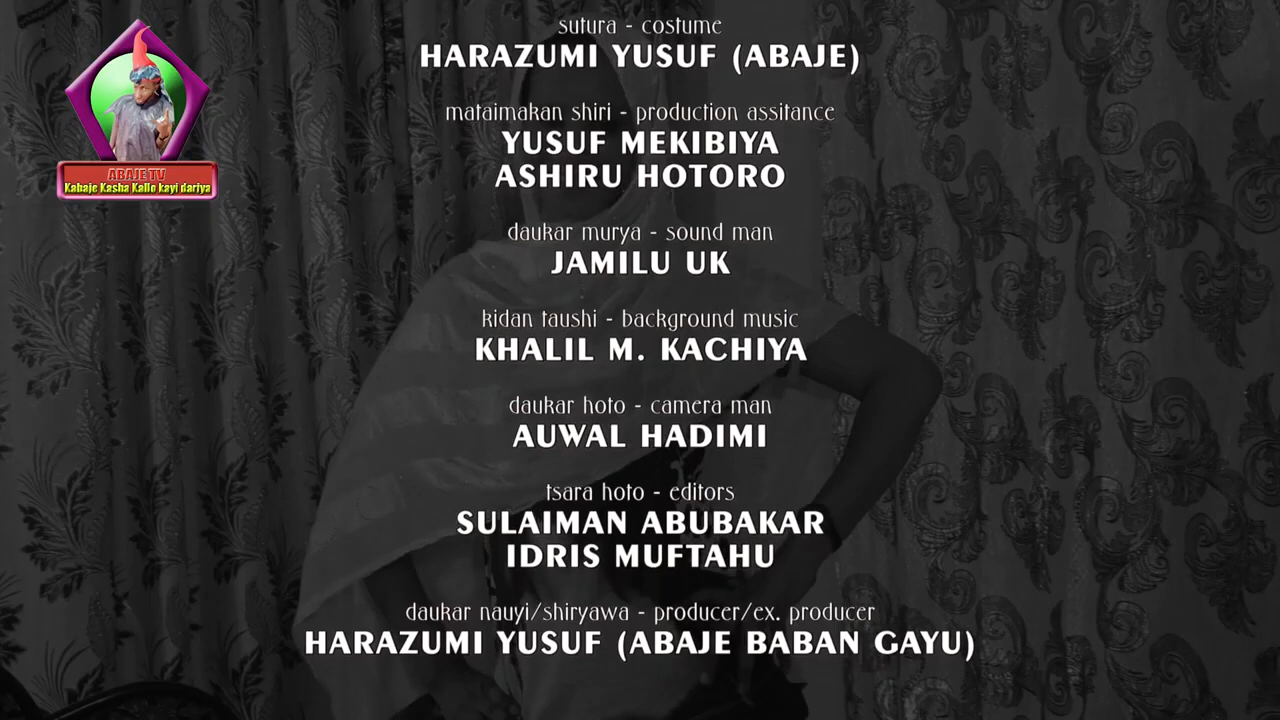 sutura - costume
HARAZUMI YUSUF (ABAJE)
mataimakan shiri - production assitance
YUSUF MEKIBIYA
ASHIRU HOTORO
daukar murya - sound man
JAMILU UK
kidan taushi - background music
KHALIL M. KACHIYA
daukar hoto - camera man
AUWAL HADIMI
tsara hoto - editors
SULAIMAN ABUBAKAR
IDRIS MUFTAHU
daukar nauyi/shiryawa - producer/ex. producer
HARAZUMI YUSUF (ABAJE BABAN GAYU)
ABAJE TV
Kabaje Kasha Kallo kayi dariya